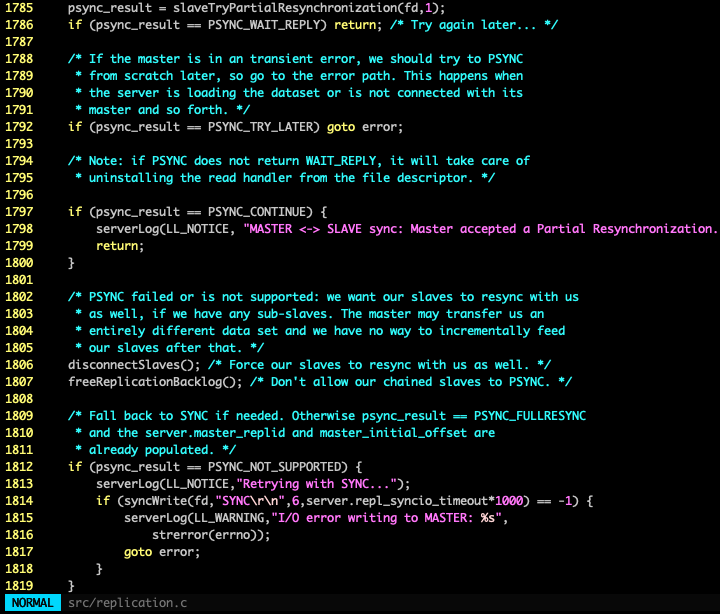 1785     psync_result = slaveTryPartialResynchronization(fd,1);
1786     if (psync_result == PSYNC_WAIT_REPLY) return; /* Try again later... */
1787
1788     /* If the master is in an transient error, we should try to PSYNC
1789      * from scratch later, so go to the error path. This happens when
1790      * the server is loading the dataset or is not connected with its
1791      * master and so forth. */
1792     if (psync_result == PSYNC_TRY_LATER) goto error;
1793
1794     /* Note: if PSYNC does not return WAIT_REPLY, it will take care of
1795      * uninstalling the read handler from the file descriptor. */
1796
1797     if (psync_result == PSYNC_CONTINUE) {
1798         serverLog(LL_NOTICE, "MASTER <-> SLAVE sync: Master accepted a Partial Resynchronization.
1799         return;
1800     }
1801
1802     /* PSYNC failed or is not supported: we want our slaves to resync with us
1803      * as well, if we have any sub-slaves. The master may transfer us an
1804      * entirely different data set and we have no way to incrementally feed
1805      * our slaves after that. */
1806     disconnectSlaves(); /* Force our slaves to resync with us as well. */
1807     freeReplicationBacklog(); /* Don't allow our chained slaves to PSYNC. */
1808
1809     /* Fall back to SYNC if needed. Otherwise psync_result == PSYNC_FULLRESYNC
1810      * and the server.master_replid and master_initial_offset are
1811      * already populated. */
1812     if (psync_result == PSYNC_NOT_SUPPORTED) {
1813         serverLog(LL_NOTICE,"Retrying with SYNC...");
1814         if (syncWrite(fd,"SYNC\r\n",6,server.repl_syncio_timeout*1000) == -1) {
1815             serverLog(LL_WARNING,"I/O error writing to MASTER: %s",
1816                 strerror(errno));
1817             goto error;
1818         }
1819     }
NORMAL src/replication.c